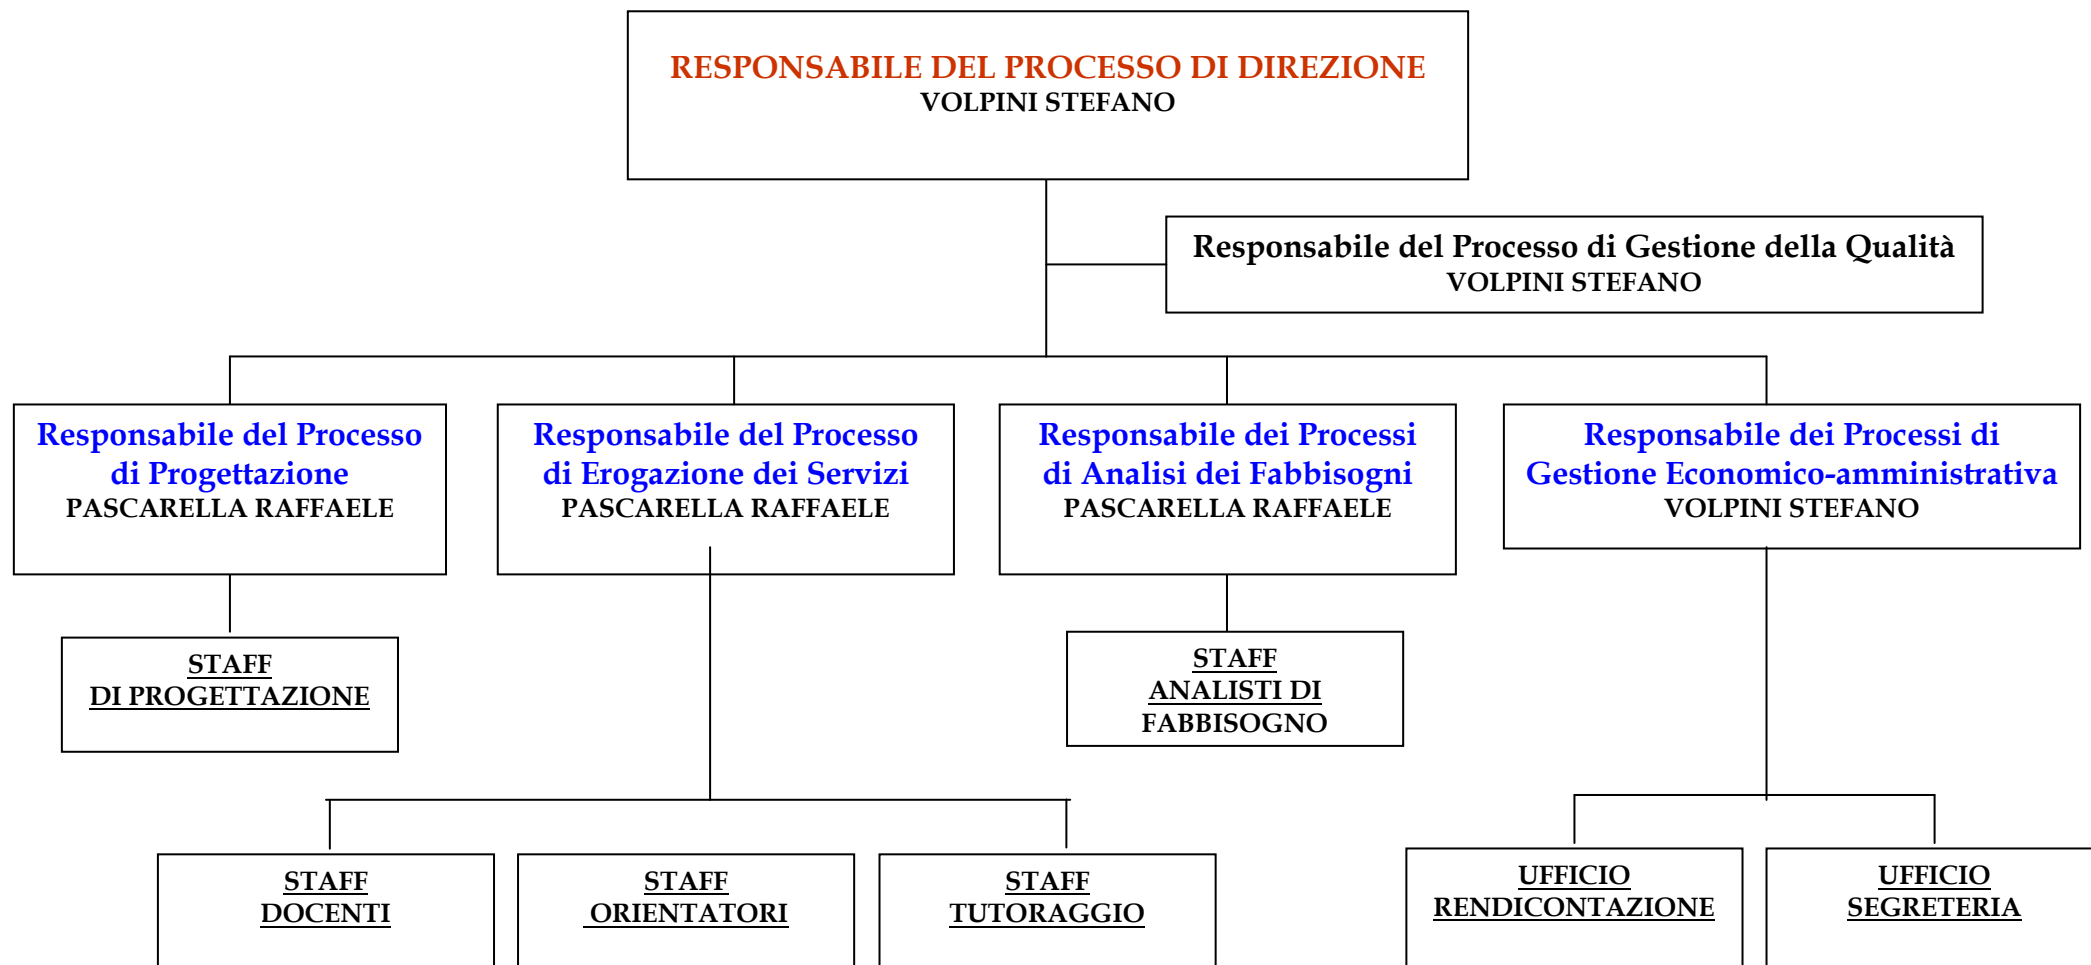 RESPONSABILE DEL PROCESSO DI DIREZIONE
VOLPINI STEFANO
Responsabile del Processo di Gestione della Qualità
VOLPINI STEFANO
Responsabile del Processo
di Progettazione
PASCARELLA RAFFAELE
Responsabile del Processo
di Erogazione dei Servizi
PASCARELLA RAFFAELE
Responsabile dei Processi
di Analisi dei Fabbisogni
PASCARELLA RAFFAELE
Responsabile dei Processi di
Gestione Economico-amministrativa
VOLPINI STEFANO
STAFF
DI PROGETTAZIONE
STAFF
ANALISTI DI
FABBISOGNO
STAFF
DOCENTI
STAFF
ORIENTATORI
STAFF
TUTORAGGIO
UFFICIO
RENDICONTAZIONE
UFFICIO
SEGRETERIA